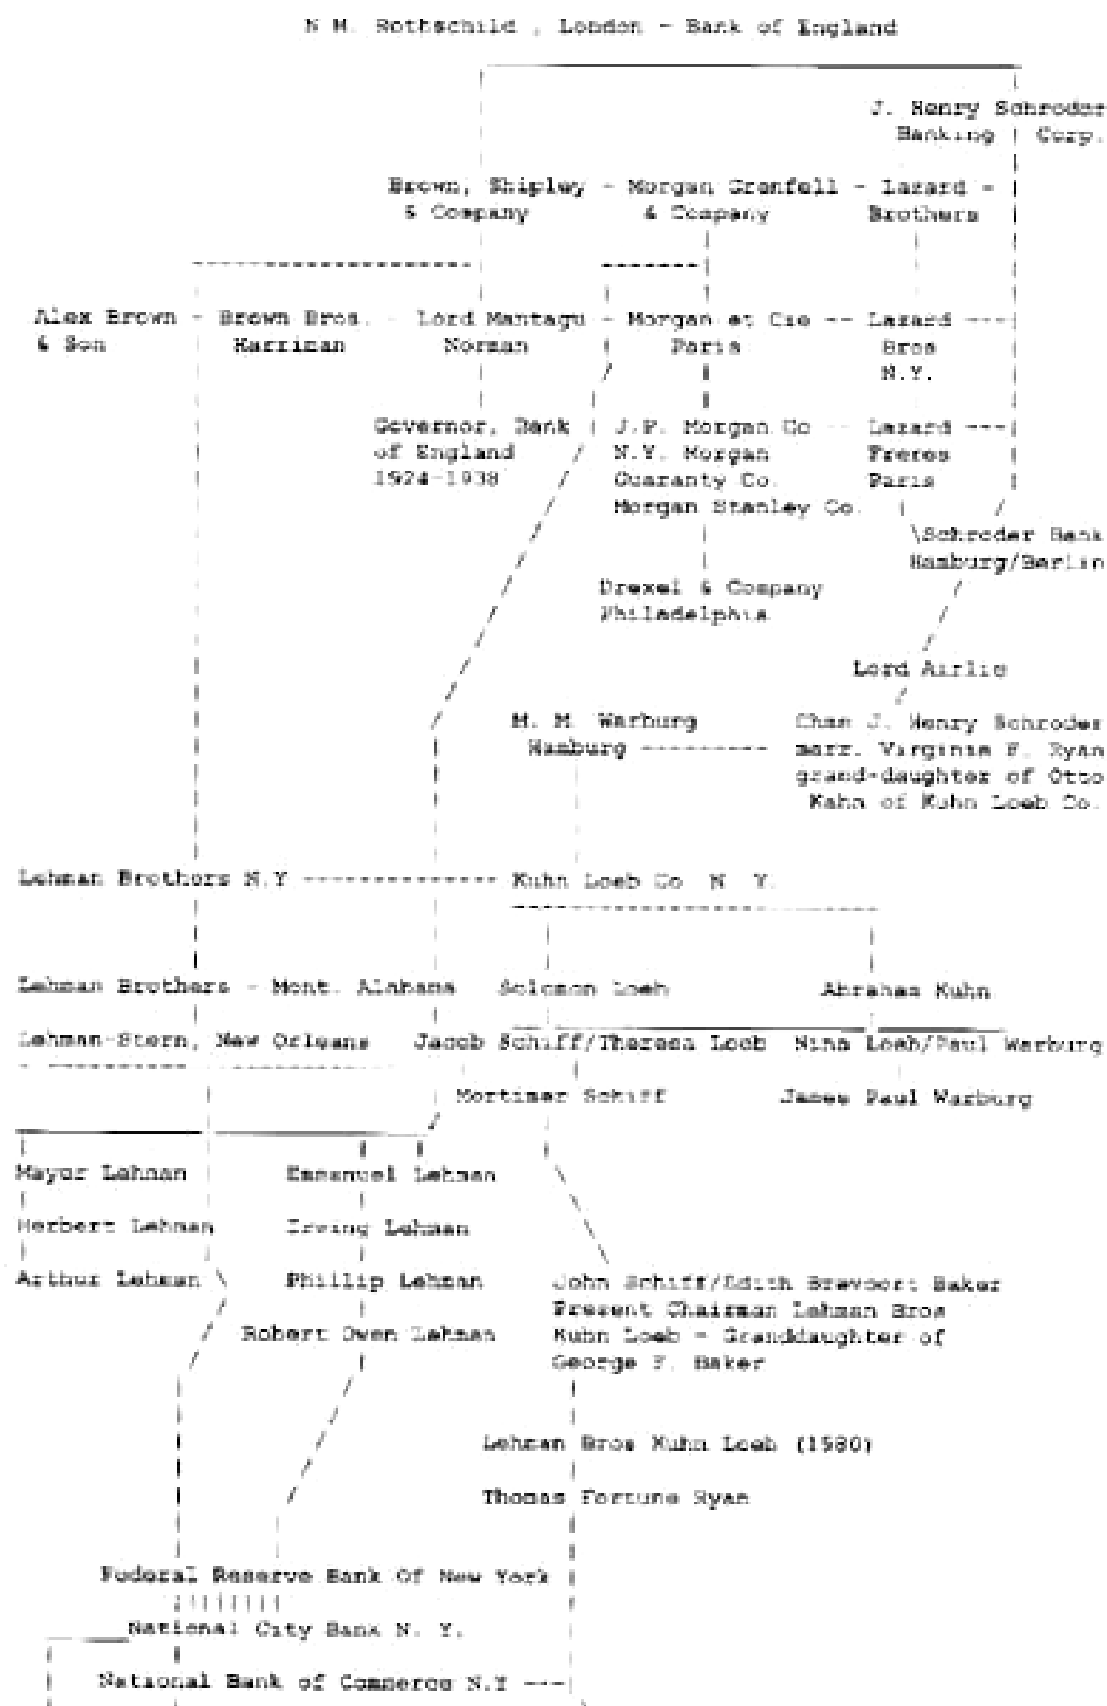 N M. Rothschild , London - Bank of England
J. Henry Schroder
Banking | Corp.
Brown, Shipley - Morgan Grenfell - Lazard -
& Company & Company Brothers
Alex Brown - Brown Bros. - Lord Mantagu - Morgan et Cie -- Lazard ---
& Son Harriman Norman Paris Bros
N.Y.
Governor, Bank J.P. Morgan Co -- Lazard ---
of England N.Y. Morgan Freres
1924-1938 Guaranty Co. Paris
Morgan Stanley Co.
\Schroder Bank
Hamburg/Berlin
Drexel & Company
Philadelphia
Lord Airlie
M. M. Warburg Chas J. Henry Schroder
Hamburg --------- marr. Virginia F. Ryan
grand-daughter of Otto
Kahn of Kuhn Loeb Co.
Lehman Brothers N.Y -------------- Kuhn Loeb Co N. Y.
Lehman Brothers - Mont. Alabama Solomon Loeb Abraham Kuhn
Lehman-Stern, New Orleans Jacob Schiff/Theresa Loeb Nina Loeb/Paul Warburg
Mortimer Schiff James Paul Warburg
Mayor Lehman Emmanuel Lehman
Herbert Lehman Irving Lehman
Arthur Lehman \ Phillip Lehman John Schiff/Edith Brevoort Baker
Present Chairman Lehman Bros
Robert Owen Lehman Kuhn Loeb - Granddaughter of
George F. Baker
Lehman Bros Kuhn Loeb (1980)
Thomas Fortune Ryan
Federal Reserve Bank Of New York
National City Bank N. Y.
National Bank of Commerce N.Y ---